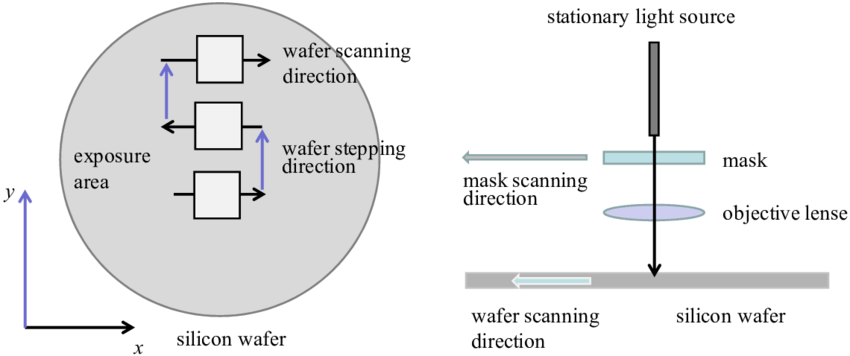 wafer scanning
direction
wafer stepping
direction
exposure
area
y
x
silicon wafer
stationary light source
mask
mask scanning
direction
objective lense
wafer scanning
direction
silicon wafer